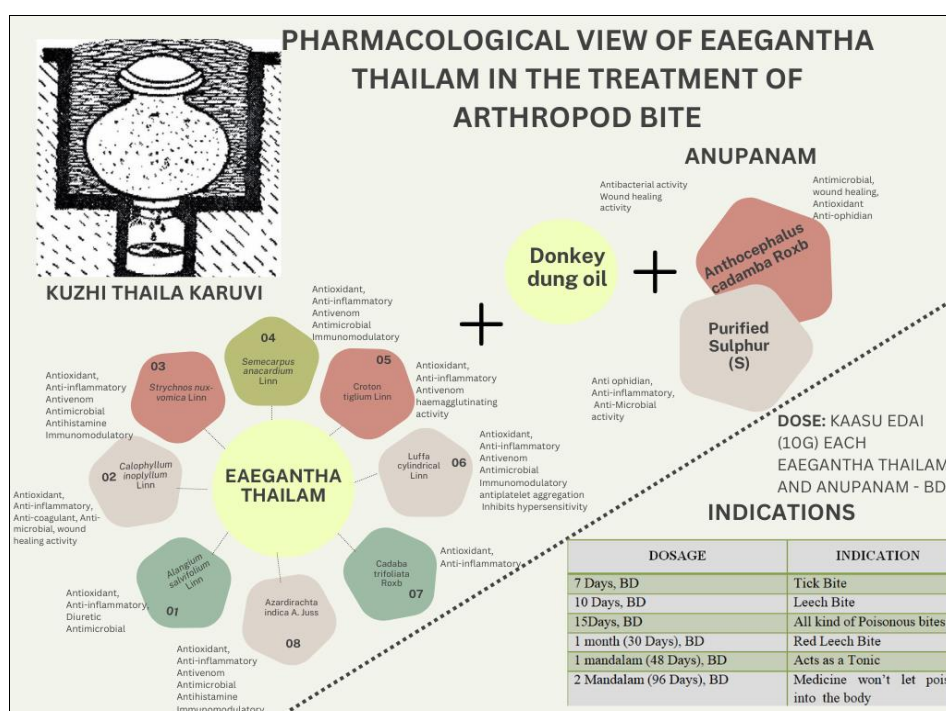 PHARMACOLOGICAL VIEW OF EAEGANTHA
THAILAM IN THE TREATMENT OF
ARTHROPOD BITE
KUZHI THAILA KARUVI
ANUPANAM
Antibacterial activity
Wound healing
activity
Donkey
dung oil
Antimicrobial,
wound healing,
Antioxidant
Anti-ophidian
Anthocephalus
cadamba Roxb
Purified
Sulphur
(S)
Anti ophidian,
Anti-inflammatory,
Anti-Microbial
activity
EAEGANTHA
THAILAM
Antioxidant,
Anti-inflammatory,
Diuretic
Antimicrobial
Alangium
salvifolium
Linn
01
Antioxidant,
Anti-inflammatory,
Anti-coagulant, Anti-
microbial, wound
healing activity
02
Calophyllum
inoplyllum
Linn
Antioxidant,
Anti-inflammatory
Antivenom
Antimicrobial
Antihistamine
Immunomodulatory
03
Strychnos nux-
vomica Linn
Antioxidant,
Anti-inflammatory
Antivenom
Antimicrobial
Immunomodulatory
04
Semecarpus
anacardium
Linn
05
Croton
tiglium Linn
Antioxidant,
Anti-inflammatory
Antivenom
haemagglutinating
activity
Luffa
cylindrical
Linn
06
Antioxidant,
Anti-inflammatory
Antivenom
Antimicrobial
Immunomodulatory
antiplatelet aggregation
Inhibits hypersensitivity
Cadaba
trifoliata
Roxb
07
Antioxidant,
Anti-inflammatory
Azardirachta
indica A. Juss
08
Antioxidant,
Anti-inflammatory
Antivenom
Antimicrobial
Antihistamine
Immunomodulatory
DOSE: KAASU EDAI
(10G) EACH
EAEGANTHA THAILAM
AND ANUPANAM - BD
INDICATIONS
DOSAGE INDICATION
7 Days, BD Tick Bite
10 Days, BD Leech Bite
15Days, BD All kind of Poisonous bites
1 month (30 Days), BD Red Leech Bite
1 mandalam (48 Days), BD Acts as a Tonic
2 Mandalam (96 Days), BD Medicine won't let
into the body